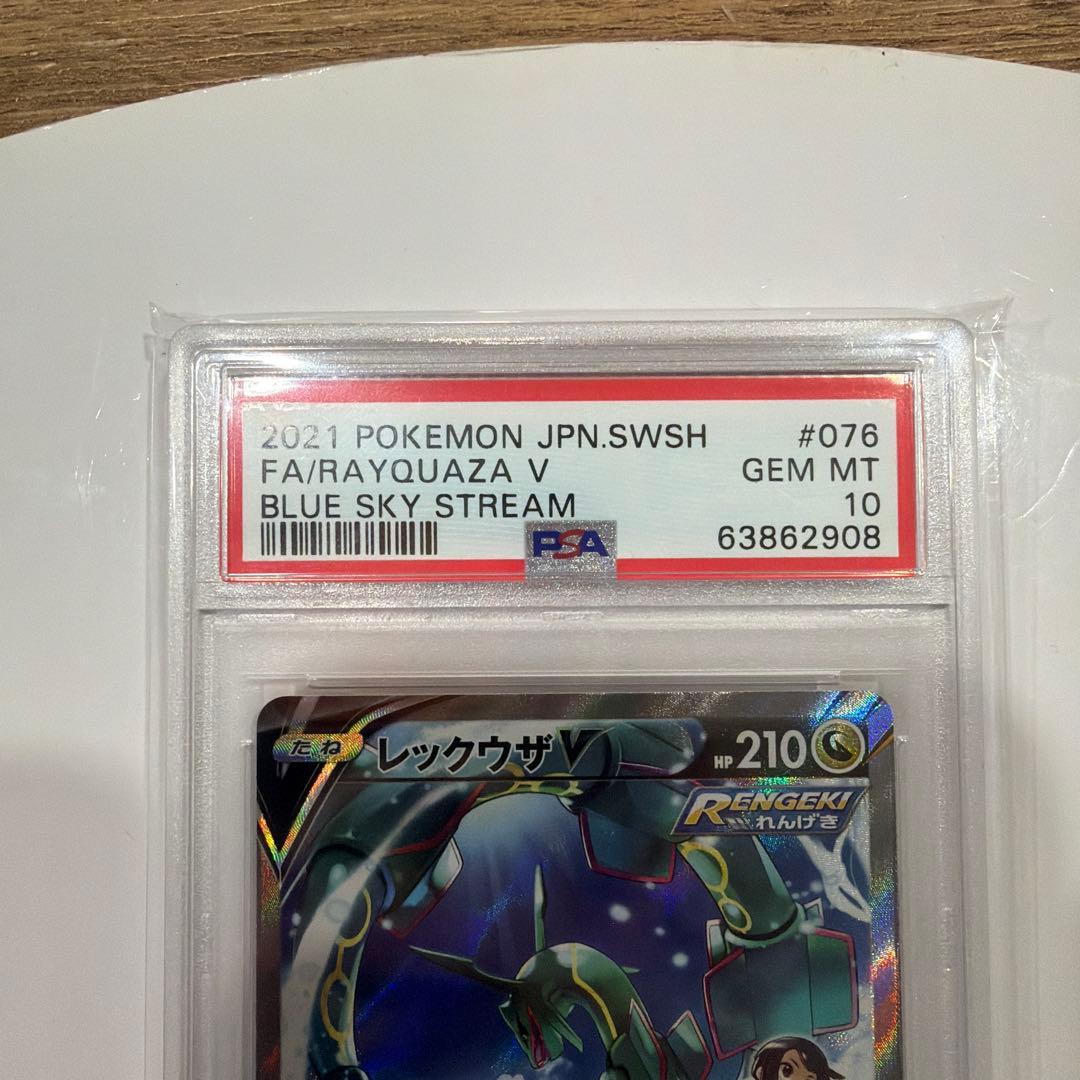 2021 POKEMON JPN.SWSH #076
FA/RAYQUAZA V GEM MT
BLUE SKY STREAM 10
PSA 63862908
たね レックウザV HP 210
RENGEKI
れんげき